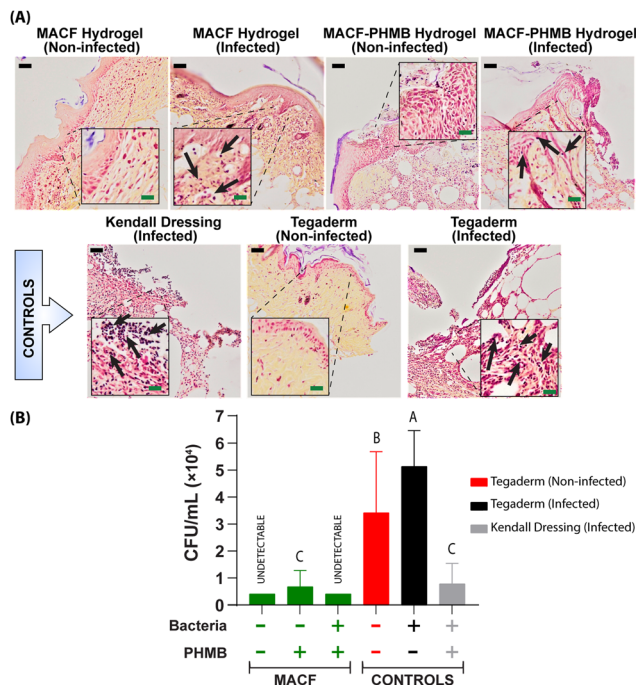 (A)
MACF Hydrogel
(Non-infected)
MACF Hydrogel
(Infected)
MACF-PHMB Hydrogel
(Non-infected)
MACF-PHMB Hydrogel
(Infected)
CONTROLS
Kendall Dressing
(Infected)
Tegaderm
(Non-infected)
Tegaderm
(Infected)
(B)
CFU/mL (×10⁴)
7
6
5
4
3
2
1
0
UNDETECTABLE
C
UNDETECTABLE
B
A
C
Tegaderm (Non-infected)
Tegaderm (Infected)
Kendall Dressing (Infected)
Bacteria − − + − + +
PHMB − + + − − +
MACF
CONTROLS